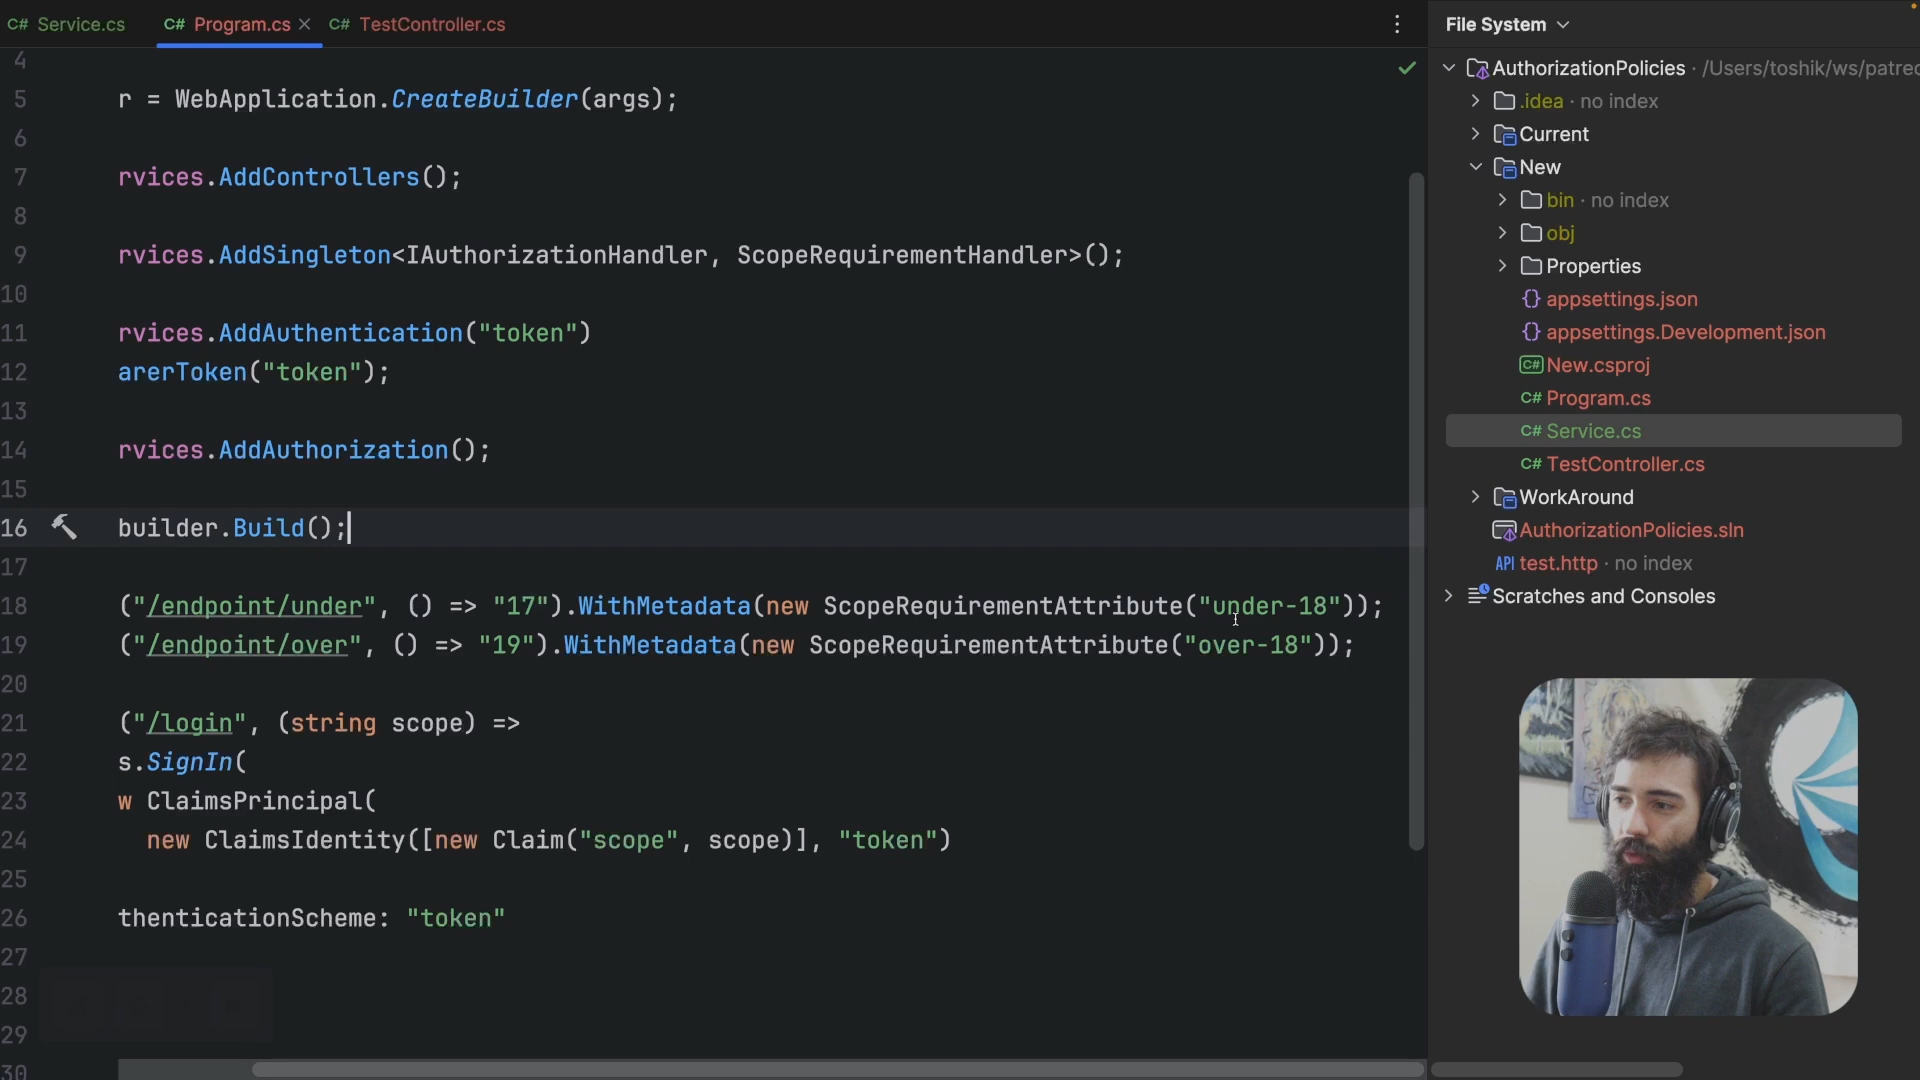 C# Service.cs
C# Program.cs
C# TestController.cs
4
5 r = WebApplication.CreateBuilder(args);
6
7 rvices.AddControllers();
8
9 rvices.AddSingleton<IAuthorizationHandler, ScopeRequirementHandler>();
10
11 rvices.AddAuthentication("token")
12 arerToken("token");
13
14 rvices.AddAuthorization();
15
16 builder.Build();
17
18 ("/endpoint/under", () => "17").WithMetadata(new ScopeRequirementAttribute("under-18"));
19 ("/endpoint/over", () => "19").WithMetadata(new ScopeRequirementAttribute("over-18"));
20
21 ("/login", (string scope) =>
22 s.SignIn(
23 w ClaimsPrincipal(
24 new ClaimsIdentity([new Claim("scope", scope)], "token")
25
26 thenticationScheme: "token"
27
28
29
30
File System
AuthorizationPolicies · /Users/toshik/ws/patreo
.idea · no index
Current
New
bin · no index
obj
Properties
{} appsettings.json
{} appsettings.Development.json
C# New.csproj
C# Program.cs
C# Service.cs
C# TestController.cs
WorkAround
AuthorizationPolicies.sln
API test.http · no index
Scratches and Consoles